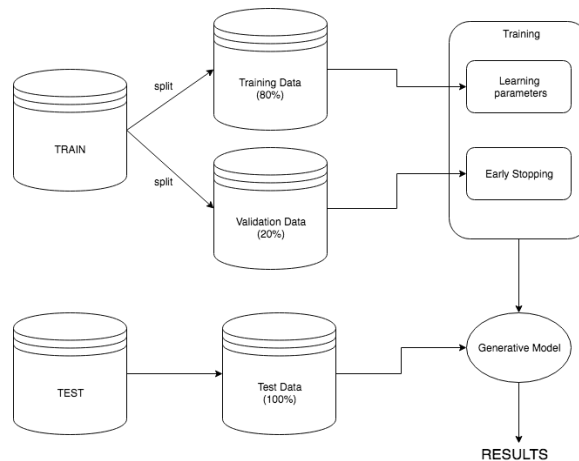 Training
Training Data
(80%)
Learning
parameters
split
TRAIN
split
Early Stopping
Validation Data
(20%)
Generative Model
TEST
Test Data
(100%)
RESULTS